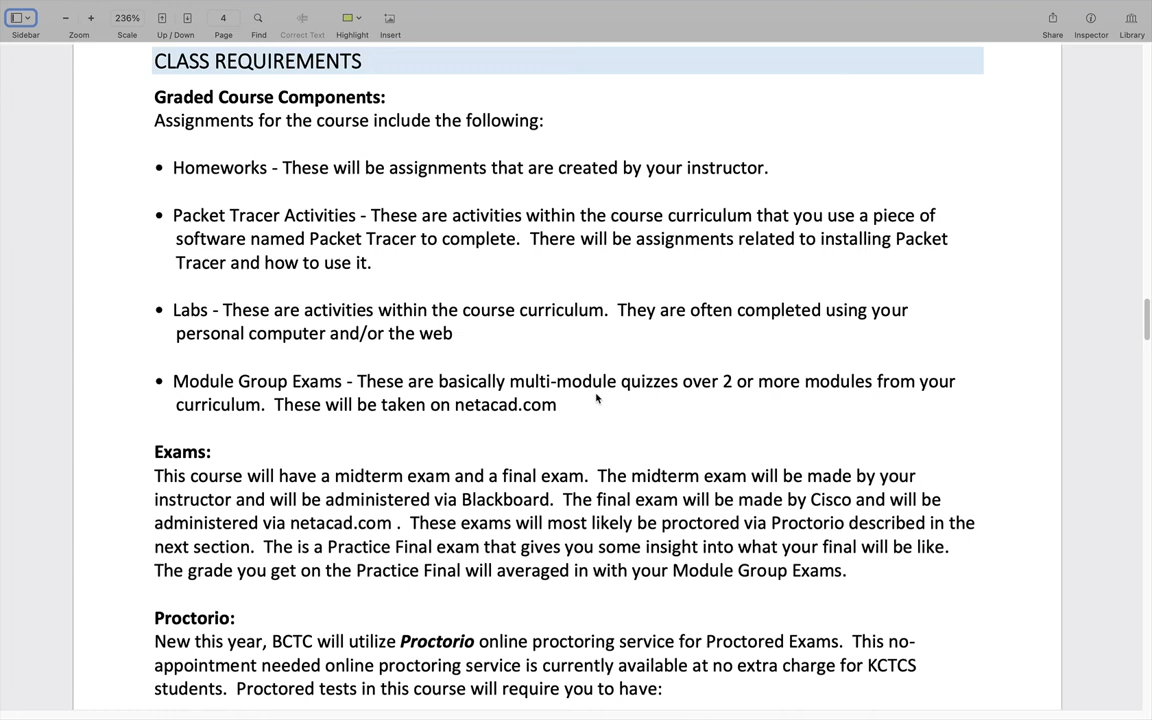 236%
4
Sidebar
Zoom
Scale
Up / Down
Page
Find
Correct Text
Highlight
Insert
Share
Inspector
Library
CLASS REQUIREMENTS
Graded Course Components:
Assignments for the course include the following:
• Homeworks - These will be assignments that are created by your instructor.
• Packet Tracer Activities - These are activities within the course curriculum that you use a piece of
software named Packet Tracer to complete.  There will be assignments related to installing Packet
Tracer and how to use it.
• Labs - These are activities within the course curriculum.  They are often completed using your
personal computer and/or the web
• Module Group Exams - These are basically multi-module quizzes over 2 or more modules from your
curriculum.  These will be taken on netacad.com
Exams:
This course will have a midterm exam and a final exam.  The midterm exam will be made by your
instructor and will be administered via Blackboard.  The final exam will be made by Cisco and will be
administered via netacad.com .  These exams will most likely be proctored via Proctorio described in the
next section.  The is a Practice Final exam that gives you some insight into what your final will be like.
The grade you get on the Practice Final will averaged in with your Module Group Exams.
Proctorio:
New this year, BCTC will utilize Proctorio online proctoring service for Proctored Exams.  This no-
appointment needed online proctoring service is currently available at no extra charge for KCTCS
students.  Proctored tests in this course will require you to have: